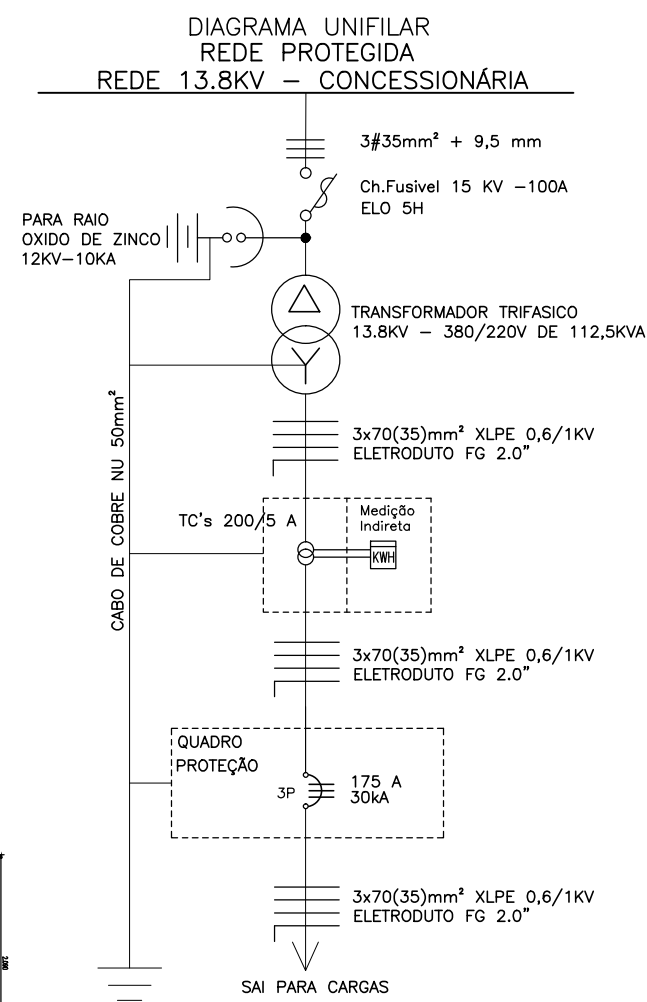 DIAGRAMA UNIFILAR
REDE PROTEGIDA
REDE 13.8KV – CONCESSIONÁRIA
3#35mm² + 9,5 mm
Ch.Fusivel 15 KV –100A
ELO 5H
PARA RAIO
OXIDO DE ZINCO
12KV–10KA
TRANSFORMADOR TRIFASICO
13.8KV – 380/220V DE 112,5KVA
CABO DE COBRE NU 50mm²
3x70(35)mm² XLPE 0,6/1KV
ELETRODUTO FG 2.0"
TC's 200/5 A
Medição
Indireta
KWH
3x70(35)mm² XLPE 0,6/1KV
ELETRODUTO FG 2.0"
QUADRO
PROTEÇÃO
3P
175 A
30kA
3x70(35)mm² XLPE 0,6/1KV
ELETRODUTO FG 2.0"
SAI PARA CARGAS